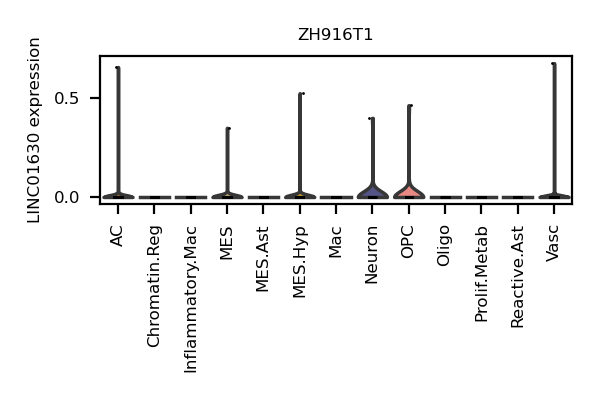 ZH916T1
LINC01630 expression
0.5
0.0
AC
Chromatin.Reg
Inflammatory.Mac
MES
MES.Ast
MES.Hyp
Mac
Neuron
OPC
Oligo
Prolif.Metab
Reactive.Ast
Vasc